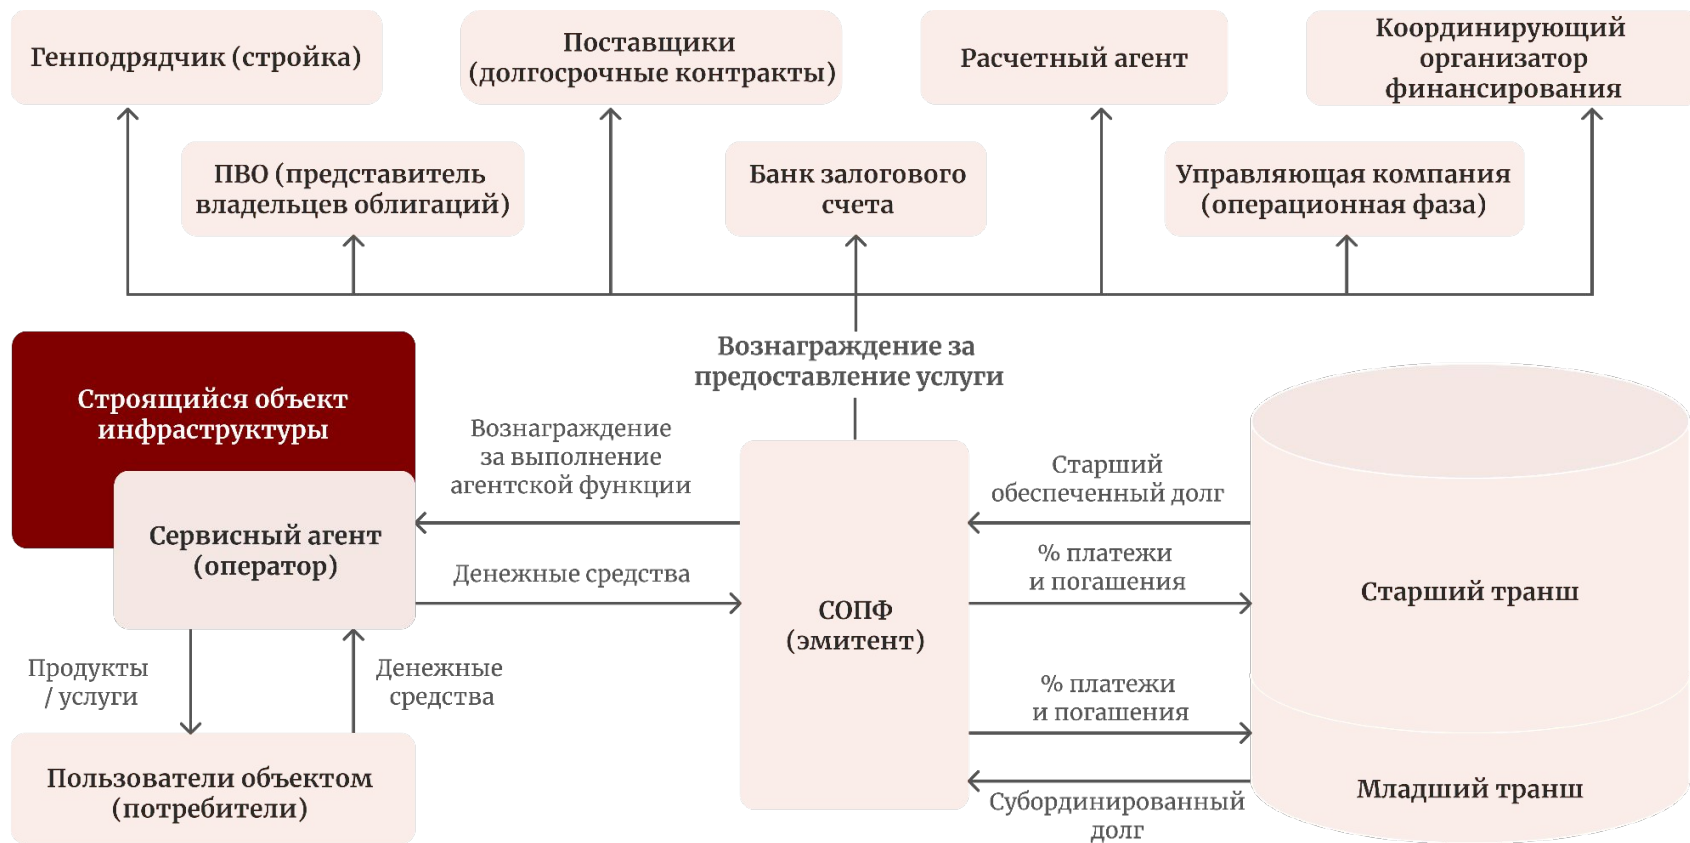 Генподрядчик (стройка)
Поставщики
(долгосрочные контракты)
Расчетный агент
Координирующий
организатор
финансирования
ПВО (представитель
владельцев облигаций)
Банк залогового
счета
Управляющая компания
(операционная фаза)
Вознаграждение за
предоставление услуги
Строящийся объект
инфраструктуры
Сервисный агент
(оператор)
Вознаграждение
за выполнение
агентской функции
Денежные средства
Продукты
/ услуги
Денежные
средства
Пользователи объектом
(потребители)
СОПФ
(эмитент)
Старший
обеспеченный долг
% платежи
и погашения
% платежи
и погашения
Субординированный
долг
Старший транш
Младший транш